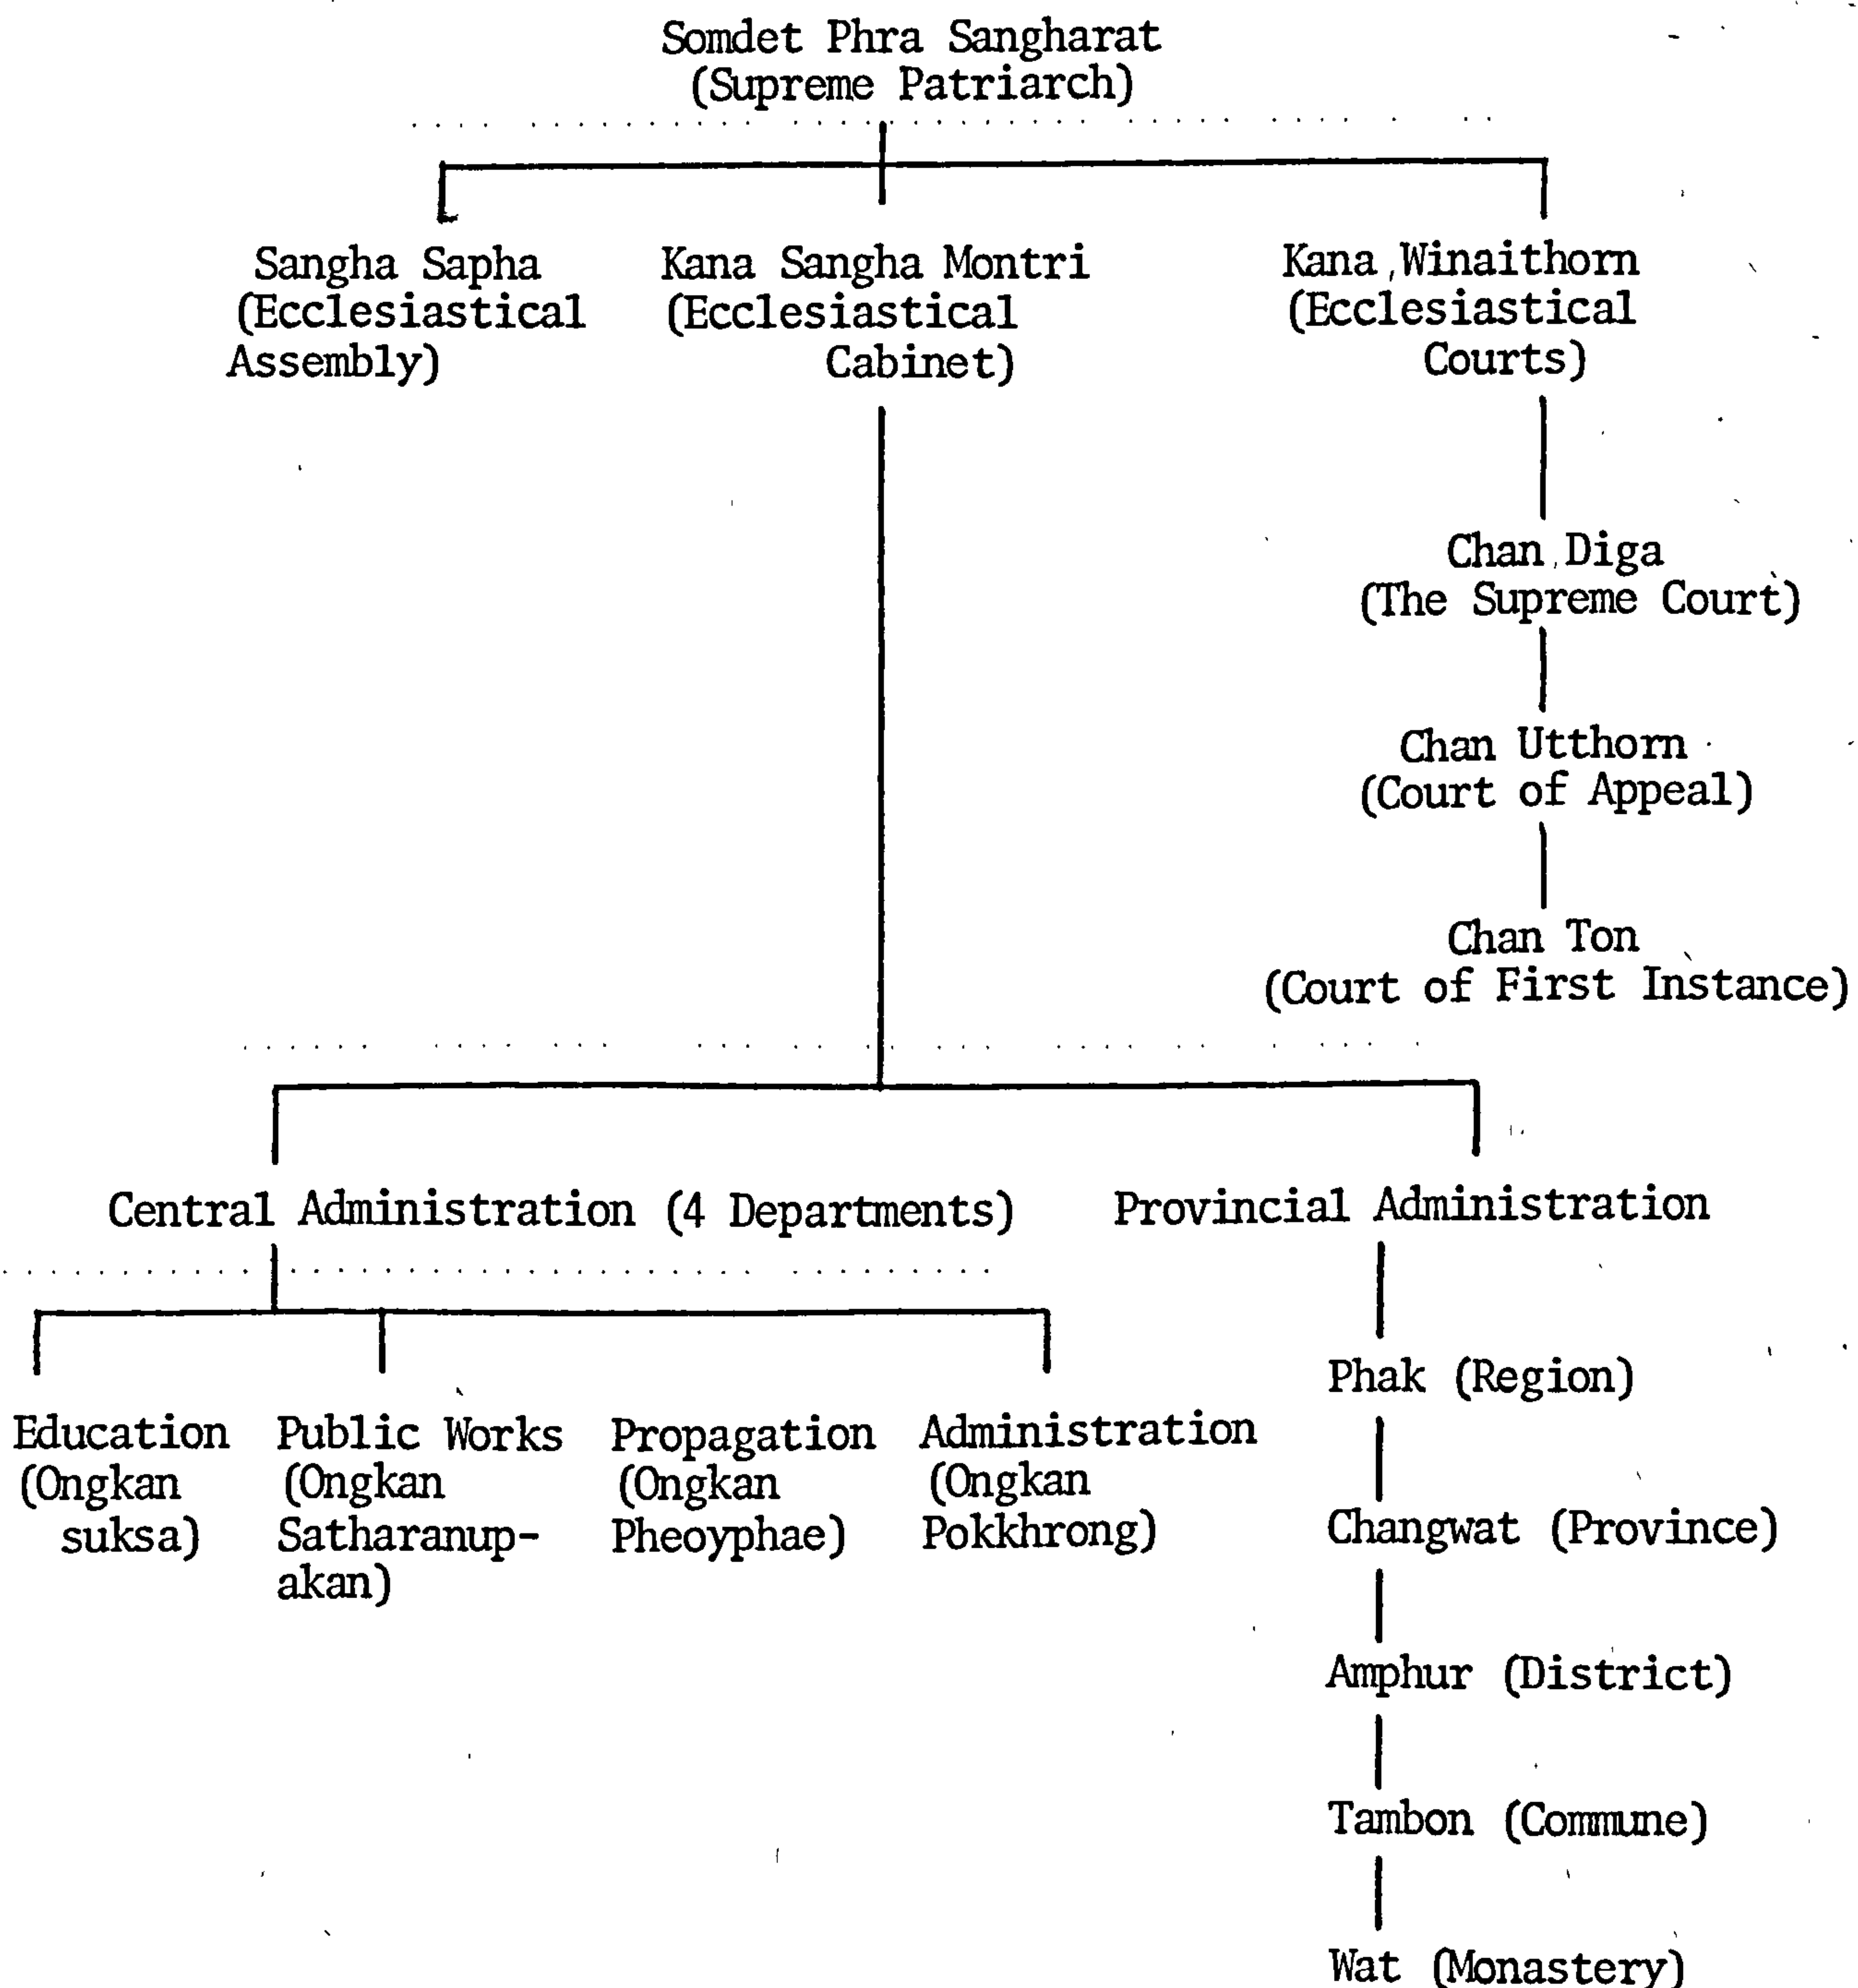 Somdet Phra Sangharat
(Supreme Patriarch)
Sangha Sapha
(Ecclesiastical
Assembly)
Kana Sangha Montri
(Ecclesiastical
Cabinet)
Kana Winaithorn
(Ecclesiastical
Courts)
Chan Diga
(The Supreme Court)
Chan Utthorn
(Court of Appeal)
Chan Ton
(Court of First Instance)
Central Administration (4 Departments)
Provincial Administration
Education
(Ongkan
suksa)
Public Works
(Ongkan
Satharanup-
akan)
Propagation
(Ongkan
Pheoyphae)
Administration
(Ongkan
Pokkhrong)
Phak (Region)
Changwat (Province)
Amphur (District)
Tambon (Commune)
Wat (Monastery)